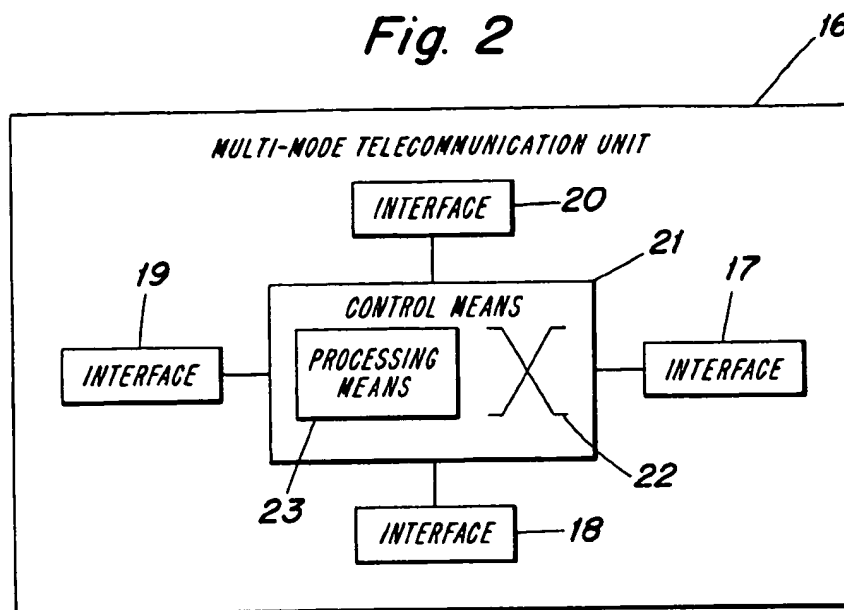 Fig. 2
16
MULTI-MODE TELECOMMUNICATION UNIT
INTERFACE
20
21
19
17
CONTROL MEANS
PROCESSING
MEANS
INTERFACE
INTERFACE
23
22
INTERFACE
18